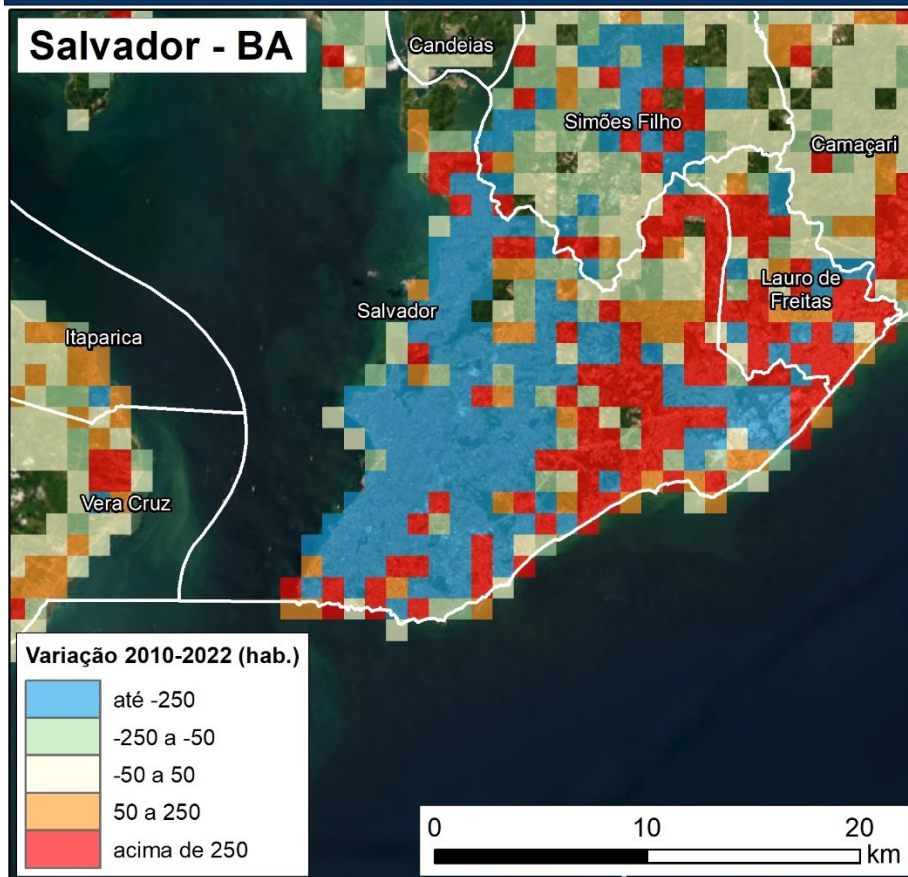 Salvador - BA
Candeias
Simões Filho
Camaçari
Lauro de
Freitas
Salvador
Itaparica
Vera Cruz
Variação 2010-2022 (hab.)
até -250
-250 a -50
-50 a 50
50 a 250
acima de 250
0 10 20
km